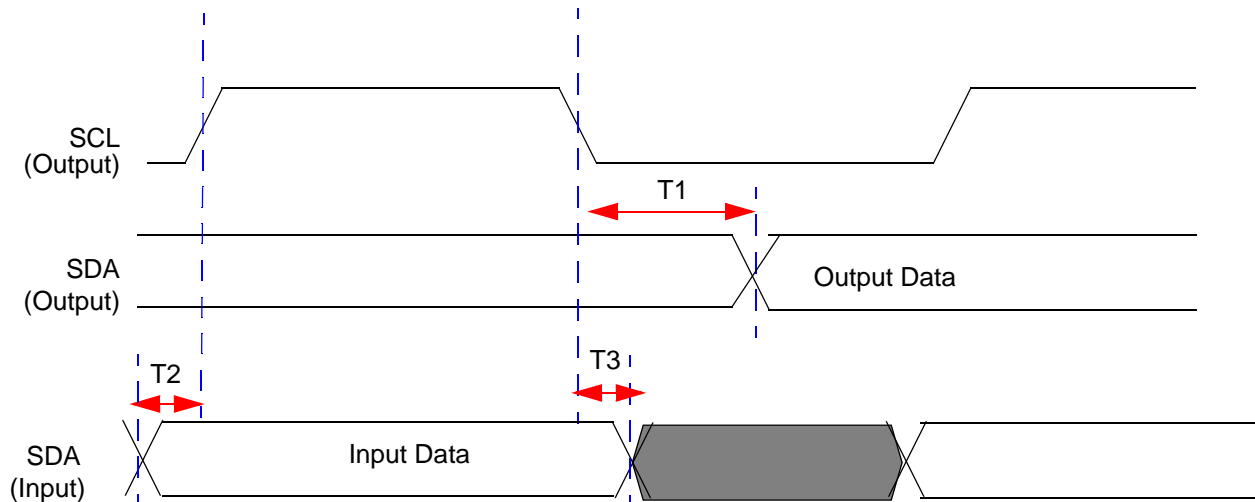 SCL
(Output)
T1
SDA
(Output)
Output Data
T2
T3
SDA
(Input)
Input Data